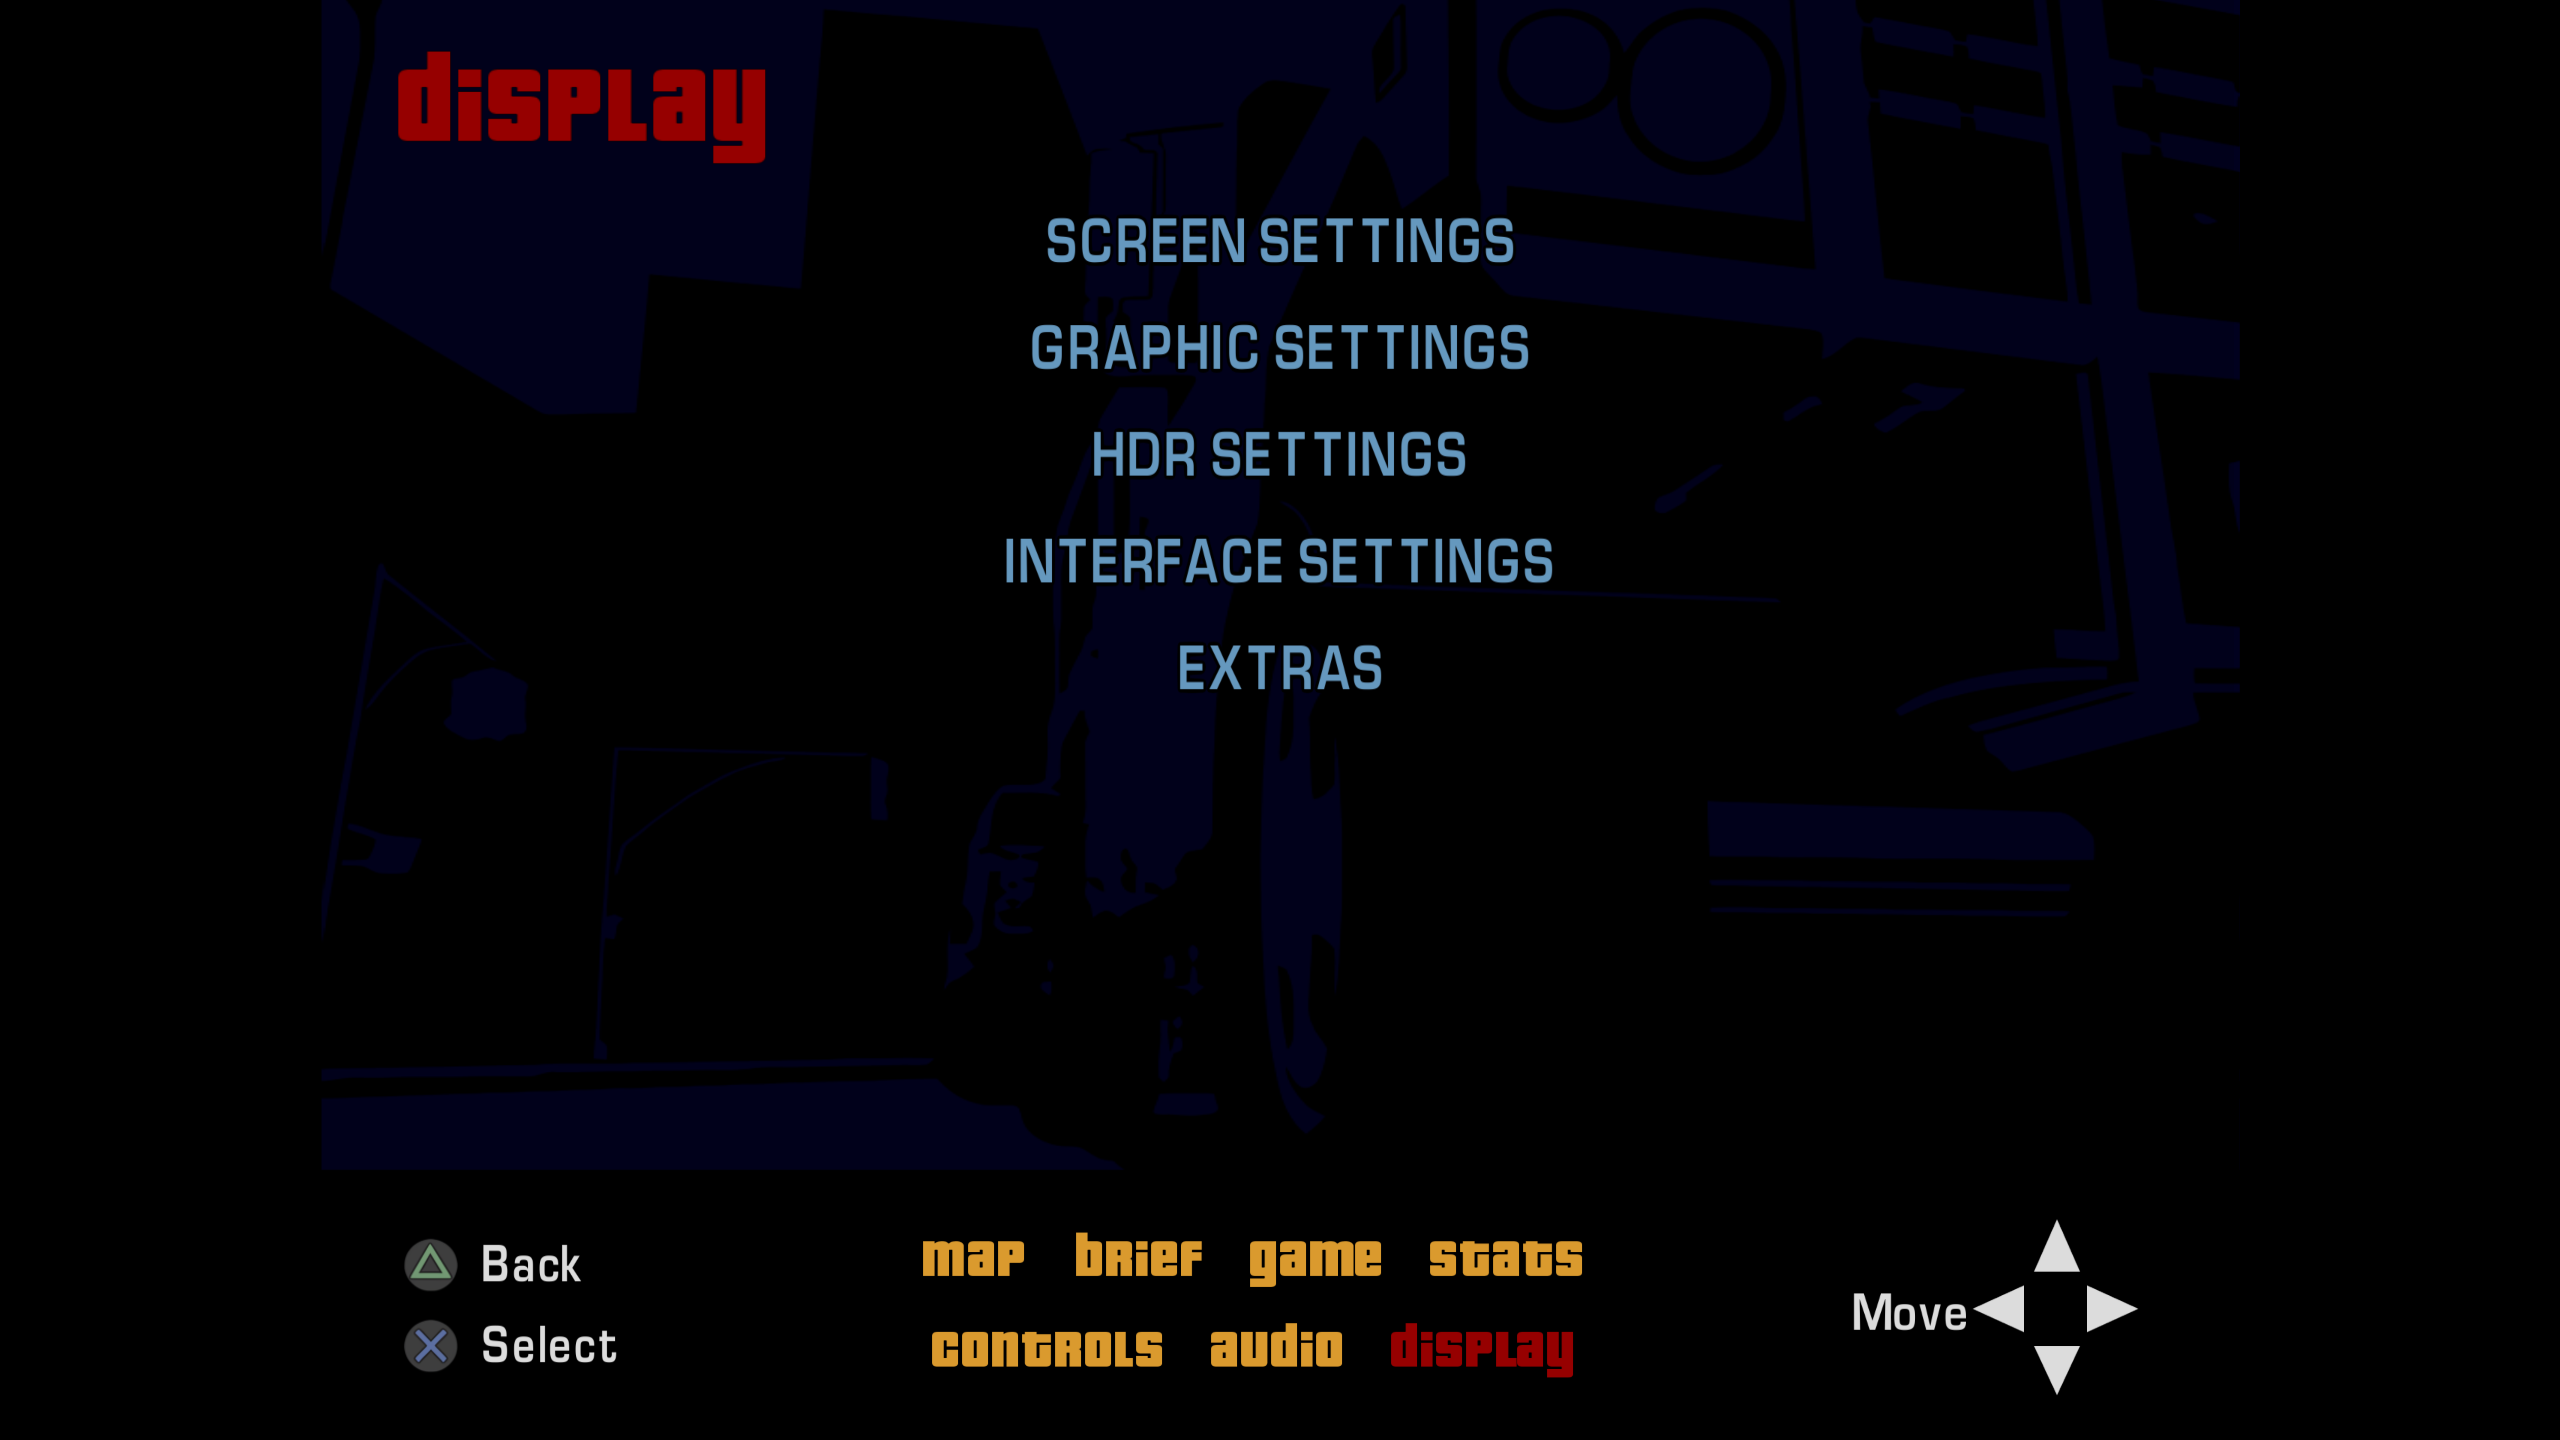 display
SCREEN SETTINGS
GRAPHIC SETTINGS
HDR SETTINGS
INTERFACE SETTINGS
EXTRAS
Back
map brief game stats
Move
Select
controls audio display